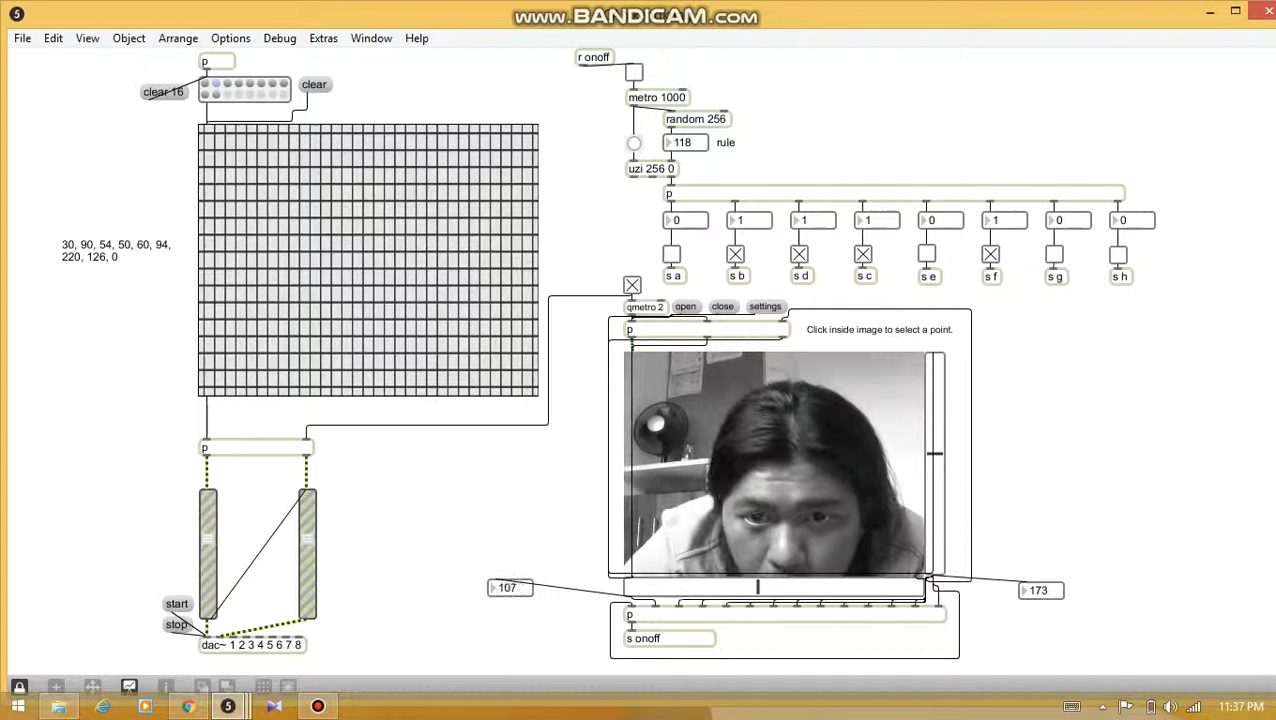 www.BANDICAM.com
File Edit View Object Arrange Options Debug Extras Window Help
p
clear 16
clear
r onoff
metro 1000
random 256
118 rule
uzi 256 0
p
0 1 1 1 0 1 0 0
s a s b s d s c s e s f s g s h
30, 90, 54, 50, 60, 94,
220, 126, 0
qmetro 2 open close settings
p
Click inside image to select a point.
p
107
173
start
stop
p
s onoff
dac~ 1 2 3 4 5 6 7 8
5
11:37 PM